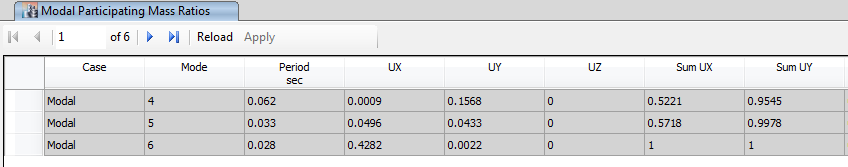 Modal Participating Mass Ratios
1 of 6 Reload Apply
Case Mode Period sec UX UY UZ Sum UX Sum UY
Modal 4 0.062 0.0009 0.1568 0 0.5221 0.9545
Modal 5 0.033 0.0496 0.0433 0 0.5718 0.9978
Modal 6 0.028 0.4282 0.0022 0 1 1